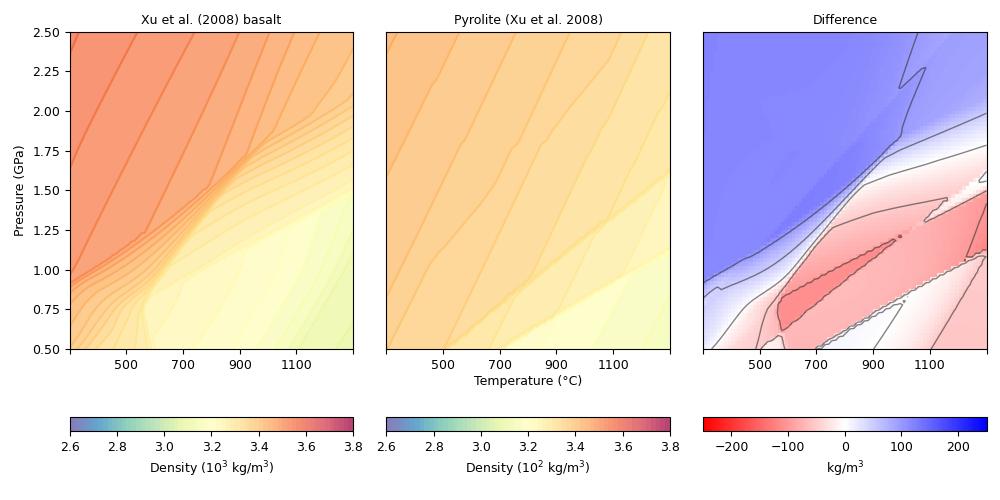 Xu et al. (2008) basalt
Pyrolite (Xu et al. 2008)
Difference
Pressure (GPa)
2.50
2.25
2.00
1.75
1.50
1.25
1.00
0.75
0.50
500 700 900 1100
500 700 900 1100
500 700 900 1100
Temperature (°C)
2.6 2.8 3.0 3.2 3.4 3.6 3.8
2.6 2.8 3.0 3.2 3.4 3.6 3.8
−200 −100 0 100 200
Density (10³ kg/m³)
Density (10² kg/m³)
kg/m³